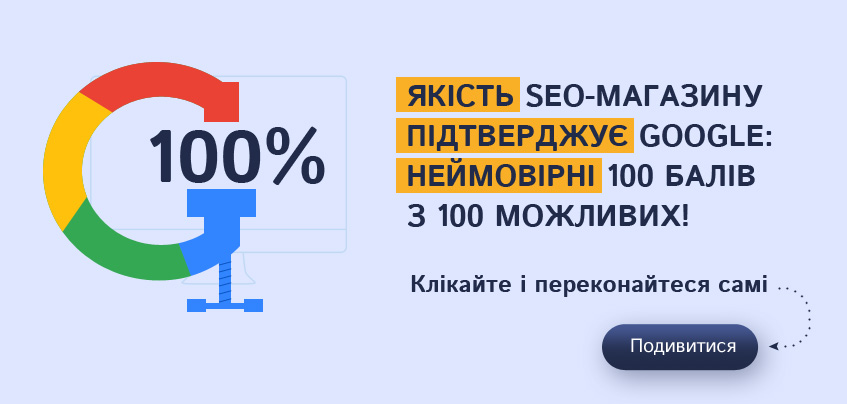 100%
ЯКІСТЬ SEO-МАГАЗИНУ
ПІДТВЕРДЖУЄ GOOGLE:
НЕЙМОВІРНІ 100 БАЛІВ
З 100 МОЖЛИВИХ!
Клікайте і переконайтеся самі
Подивитися